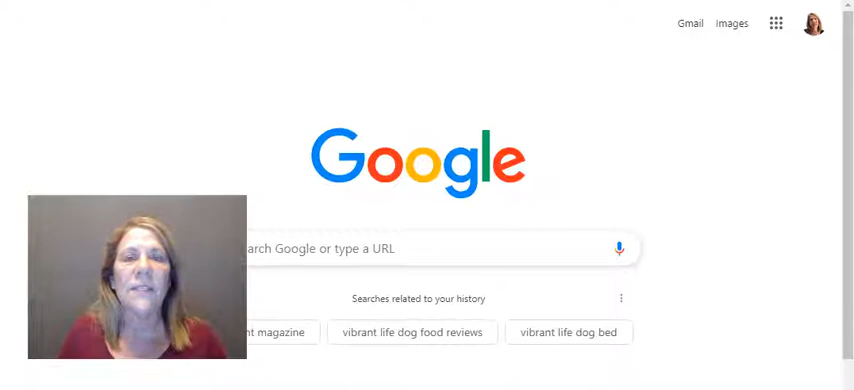 Gmail Images
Google
arch Google or type a URL
Searches related to your history
nt magazine
vibrant life dog food reviews
vibrant life dog bed